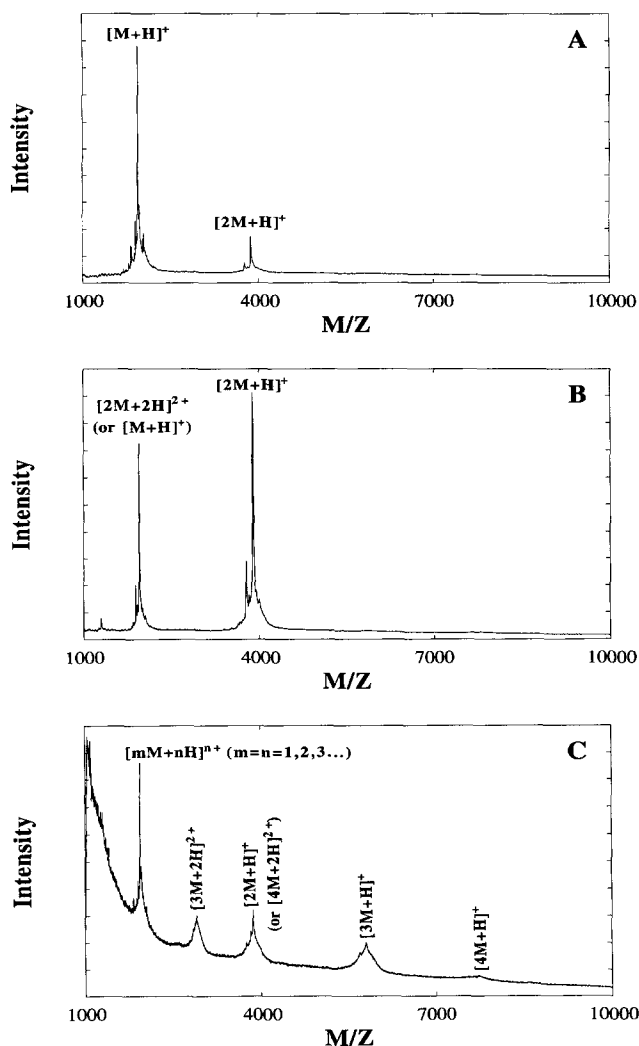 A
[M+H]⁺
[2M+H]⁺
Intensity
1000 4000 7000 10000
M/Z
B
[2M+H]⁺
[2M+2H]²⁺
(or [M+H]⁺)
Intensity
1000 4000 7000 10000
M/Z
C
[mM+nH]ⁿ⁺ (m=n=1,2,3...)
[3M+2H]²⁺
[2M+H]⁺
(or [4M+2H]²⁺)
[3M+H]⁺
[4M+H]⁺
Intensity
1000 4000 7000 10000
M/Z